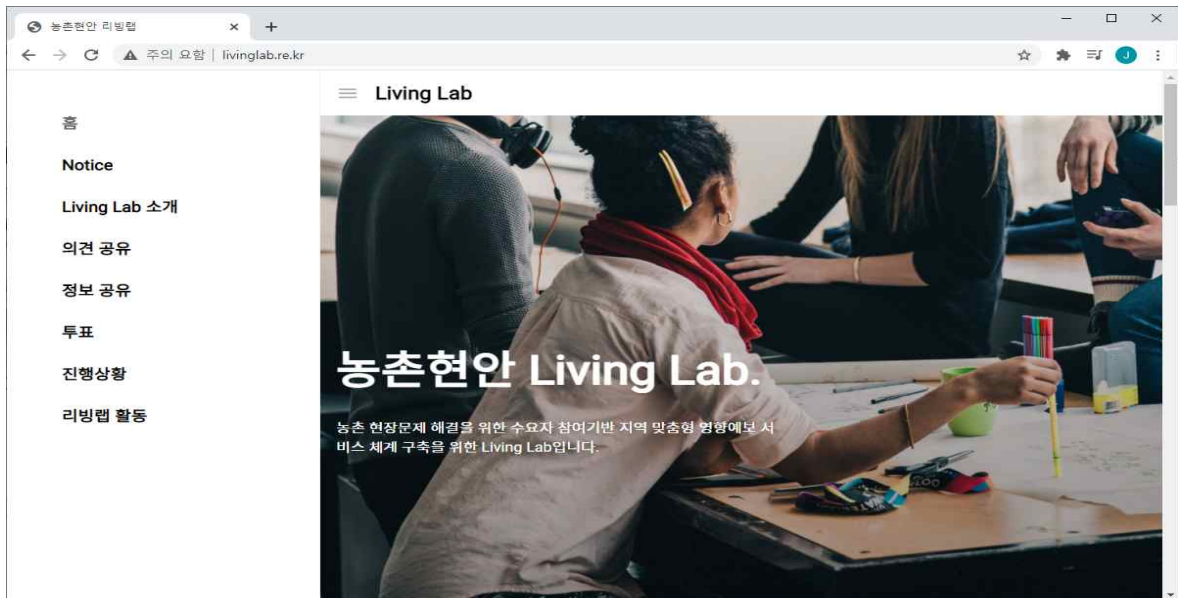 농촌현안 리빙랩
주의 요함 | livinglab.re.kr
J
Living Lab
홈
Notice
Living Lab 소개
의견 공유
정보 공유
투표
진행상황
리빙랩 활동
농촌현안 Living Lab.
농촌 현장문제 해결을 위한 수요자 참여기반 지역 맞춤형 영향예보 서
비스 체계 구축을 위한 Living Lab입니다.